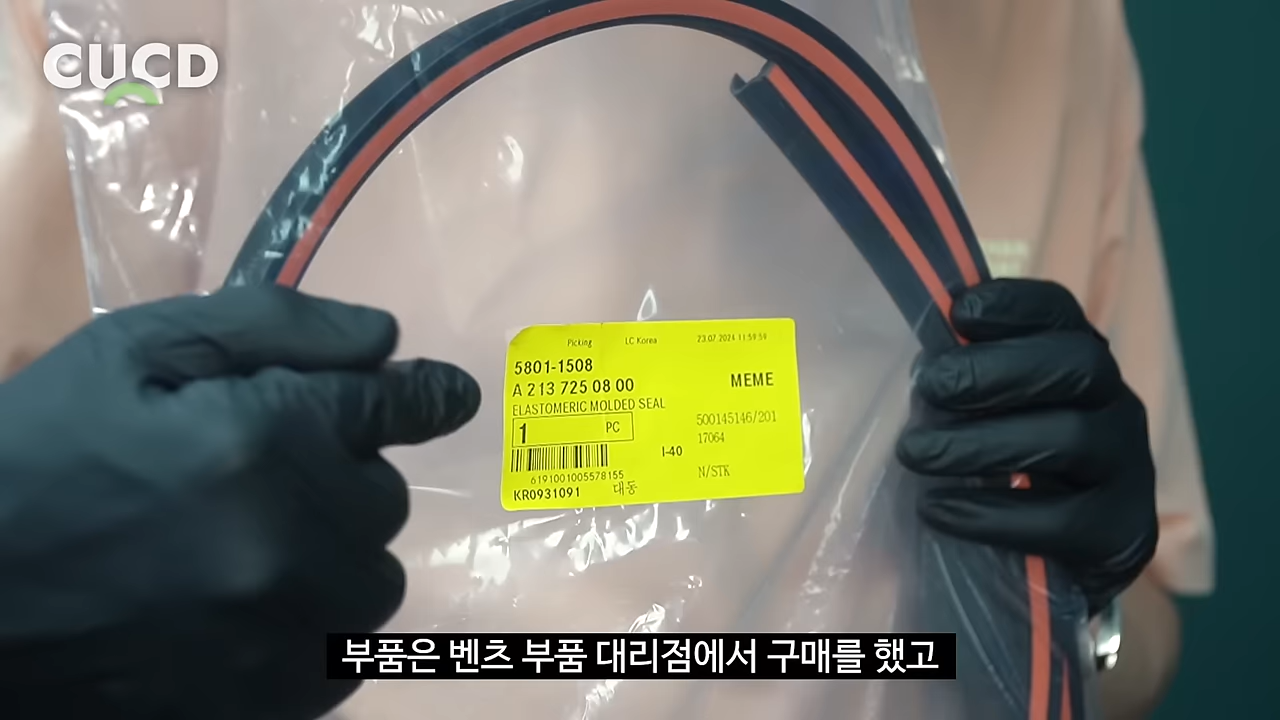 CUCD
Picking LC Korea 23.07.2024 11:59:59
5801-1508
A 213 725 08 00 MEME
ELASTOMERIC MOLDED SEAL
1 PC
500145146/201
17064
I-40
6191001005578155
N/STK
KR0931091 대동
부품은 벤츠 부품 대리점에서 구매를 했고